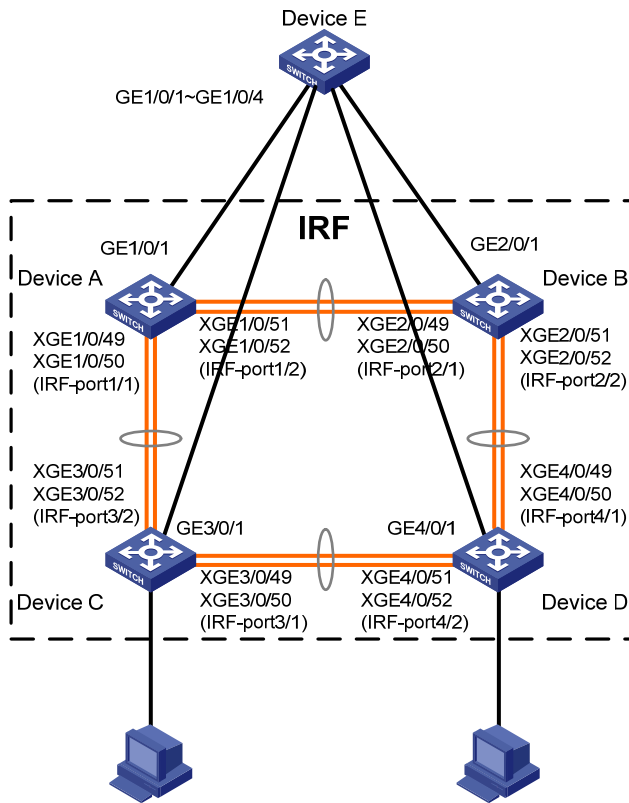 Device E
SWITCH
GE1/0/1~GE1/0/4
IRF
GE1/0/1
GE2/0/1
Device A
Device B
SWITCH
SWITCH
XGE1/0/49
XGE1/0/50
(IRF-port1/1)
XGE1/0/51
XGE1/0/52
(IRF-port1/2)
XGE2/0/49
XGE2/0/50
(IRF-port2/1)
XGE2/0/51
XGE2/0/52
(IRF-port2/2)
XGE3/0/51
XGE3/0/52
(IRF-port3/2)
XGE4/0/49
XGE4/0/50
(IRF-port4/1)
GE3/0/1
GE4/0/1
SWITCH
SWITCH
Device C
Device D
XGE3/0/49
XGE3/0/50
(IRF-port3/1)
XGE4/0/51
XGE4/0/52
(IRF-port4/2)